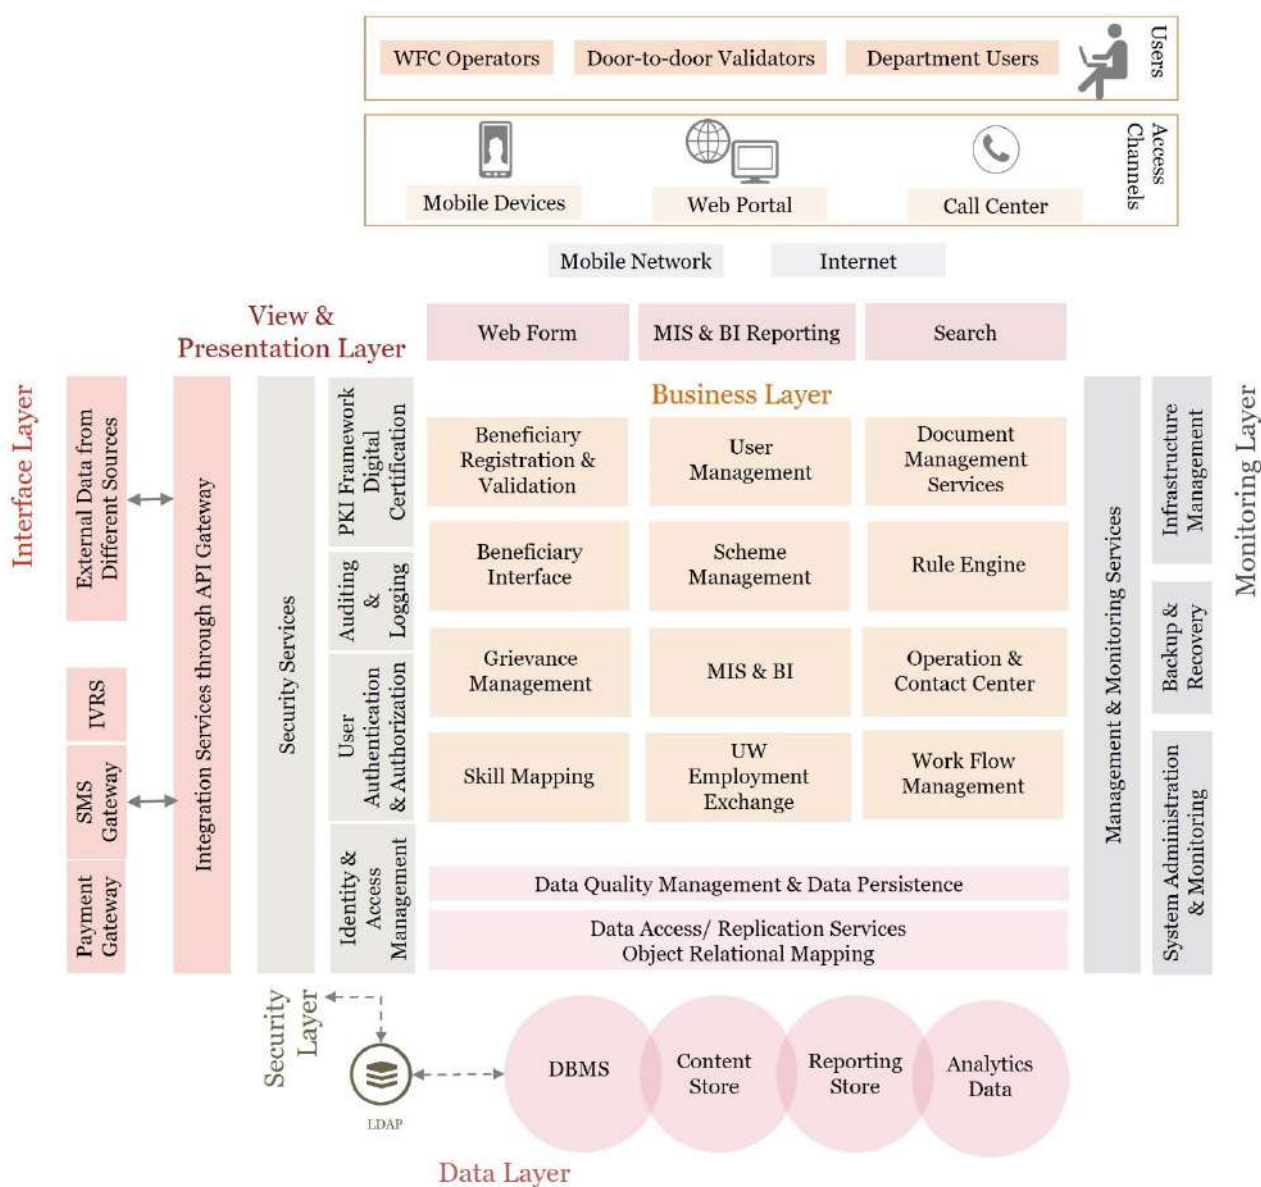 WFC Operators
Door-to-door Validators
Department Users
Users
Mobile Devices
Web Portal
Call Center
Access
Channels
Mobile Network
Internet
View &
Presentation Layer
Web Form
MIS & BI Reporting
Search
Interface Layer
External Data from
Different Sources
IVRS
SMS
Gateway
Payment
Gateway
Integration Services through API Gateway
Security Services
PKI Framework
Digital
Certification
Auditing
&
Logging
User
Authentication
& Authorization
Identity &
Access
Management
Business Layer
Beneficiary
Registration &
Validation
User
Management
Document
Management
Services
Beneficiary
Interface
Scheme
Management
Rule Engine
Grievance
Management
MIS & BI
Operation &
Contact Center
Skill Mapping
UW
Employment
Exchange
Work Flow
Management
Data Quality Management & Data Persistence
Data Access/ Replication Services
Object Relational Mapping
Management & Monitoring Services
Infrastructure
Management
Backup &
Recovery
System Administration
& Monitoring
Monitoring Layer
Security
Layer
LDAP
DBMS
Content
Store
Reporting
Store
Analytics
Data
Data Layer